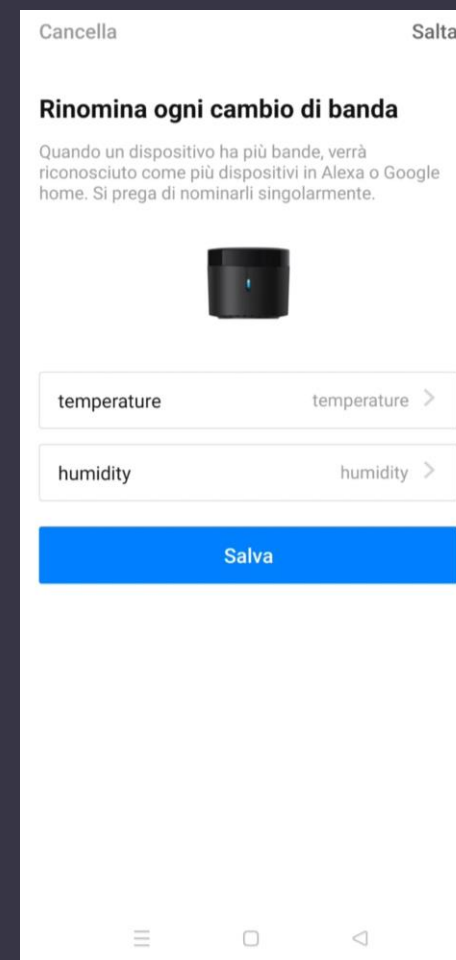 Cancella Salta
Rinomina ogni cambio di banda
Quando un dispositivo ha più bande, verrà
riconosciuto come più dispositivi in Alexa o Google
home. Si prega di nominarli singolarmente.
temperature temperature
humidity humidity
Salva